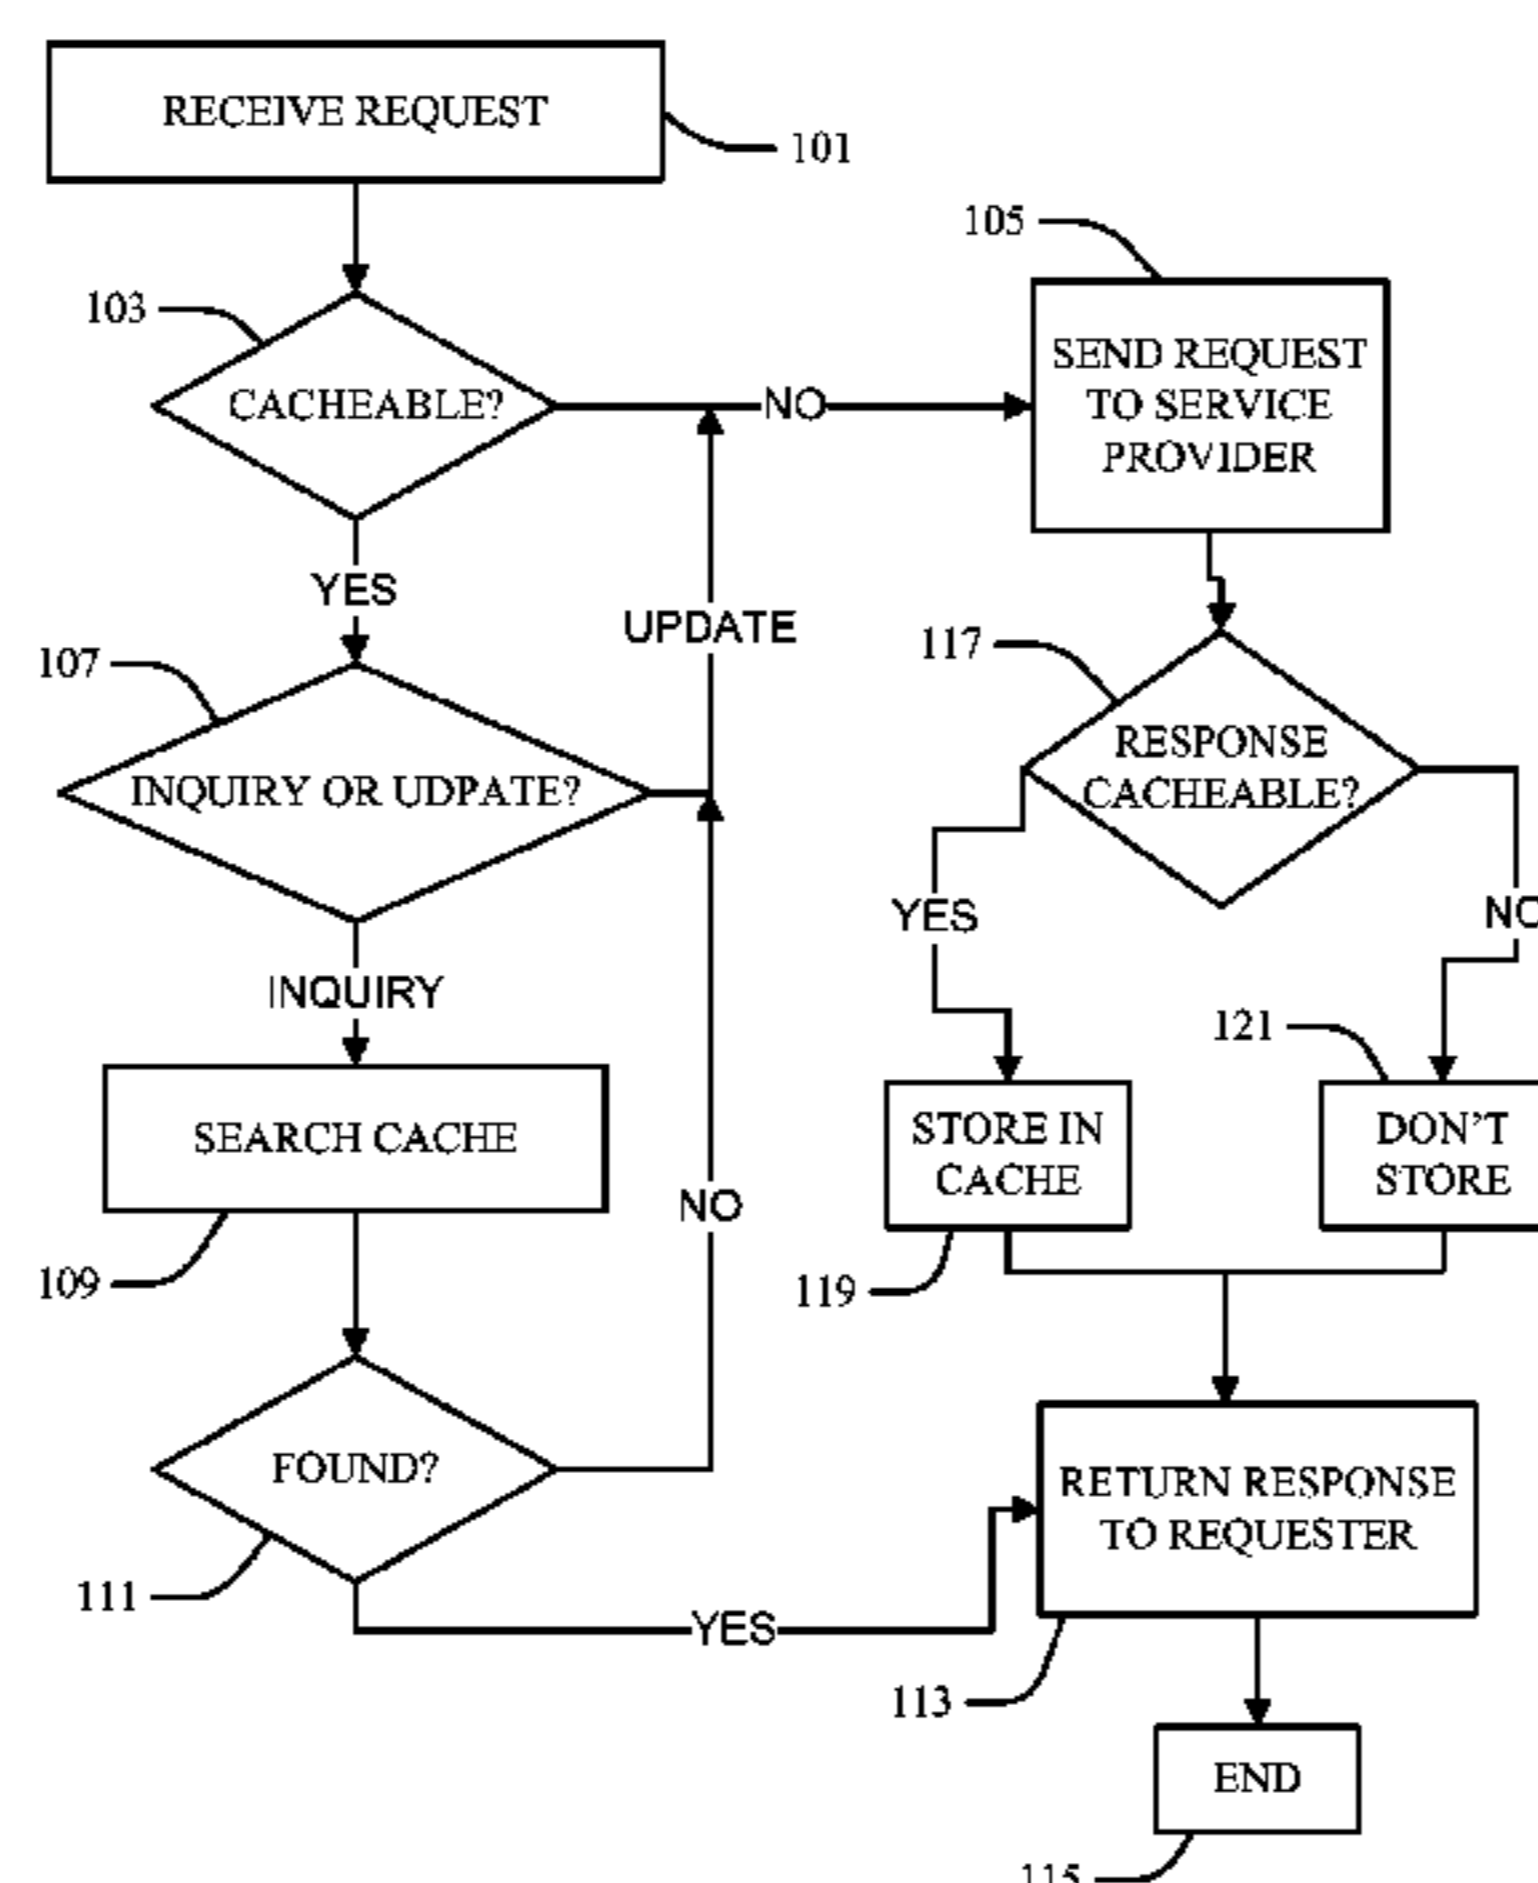 RECEIVE REQUEST
101
105
103
CACHEABLE?
NO
SEND REQUEST
TO SERVICE
PROVIDER
YES
UPDATE
107
117
INQUIRY OR UDPATE?
RESPONSE
CACHEABLE?
YES
NO
INQUIRY
121
SEARCH CACHE
STORE IN
CACHE
DON'T
STORE
NO
109
119
FOUND?
RETURN RESPONSE
TO REQUESTER
111
YES
113
END
115